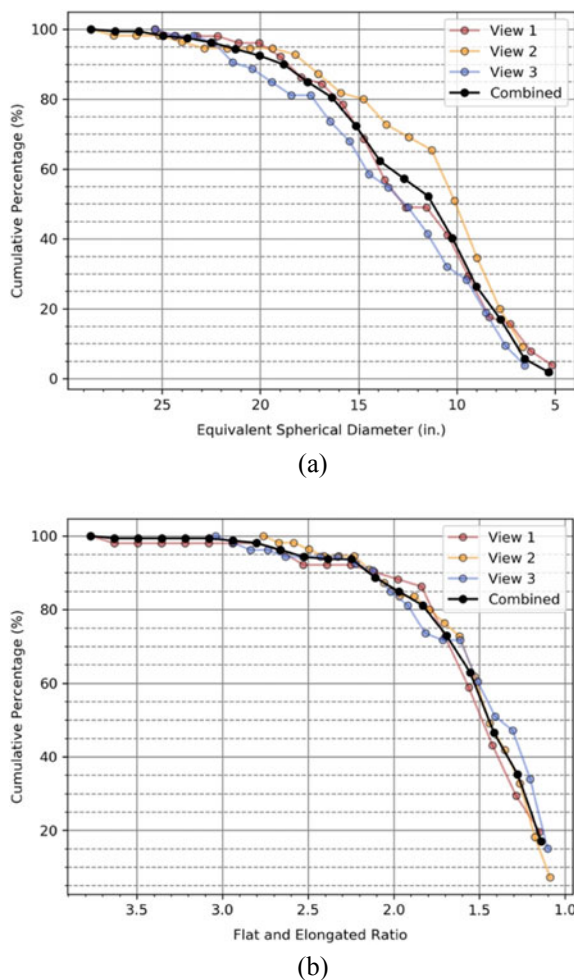 100
80
60
40
20
0
Cumulative Percentage (%)
View 1
View 2
View 3
Combined
25 20 15 10 5
Equivalent Spherical Diameter (in.)
(a)
100
80
60
40
20
Cumulative Percentage (%)
View 1
View 2
View 3
Combined
3.5 3.0 2.5 2.0 1.5 1.0
Flat and Elongated Ratio
(b)